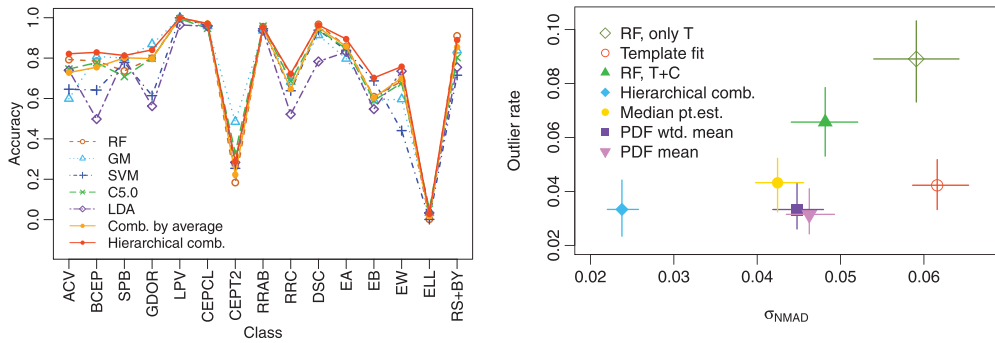 1.0
0.8
0.6
0.4
0.2
0.0
Accuracy
RF
GM
SVM
C5.0
LDA
Comb. by average
Hierarchical comb.
ACV
BCEP
SPB
GDOR
LPV
CEPCL
CEPT2
RRAB
RRC
DSC
EA
EB
EW
ELL
RS+BY
Class
0.10
0.08
0.06
0.04
0.02
Outlier rate
RF, only T
Template fit
RF, T+C
Hierarchical comb.
Median pt.est.
PDF wtd. mean
PDF mean
0.02
0.03
0.04
0.05
0.06
σNMAD